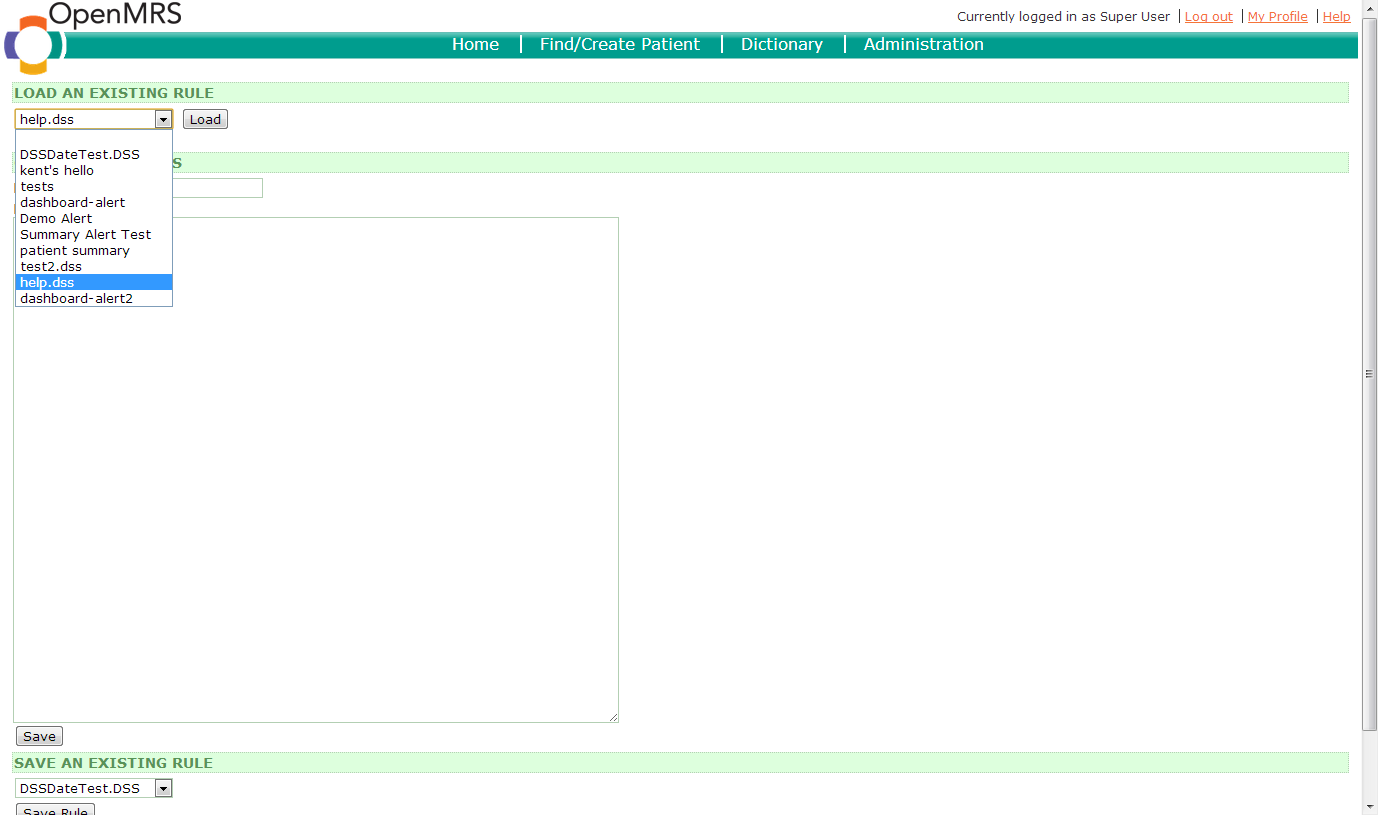 OpenMRS
Currently logged in as Super User | Log out | My Profile | Help
Home | Find/Create Patient | Dictionary | Administration
LOAD AN EXISTING RULE
help.dss Load
DSSDateTest.DSS
kent's hello
tests
dashboard-alert
Demo Alert
Summary Alert Test
patient summary
test2.dss
help.dss
dashboard-alert2
Save
SAVE AN EXISTING RULE
DSSDateTest.DSS
Save Rule